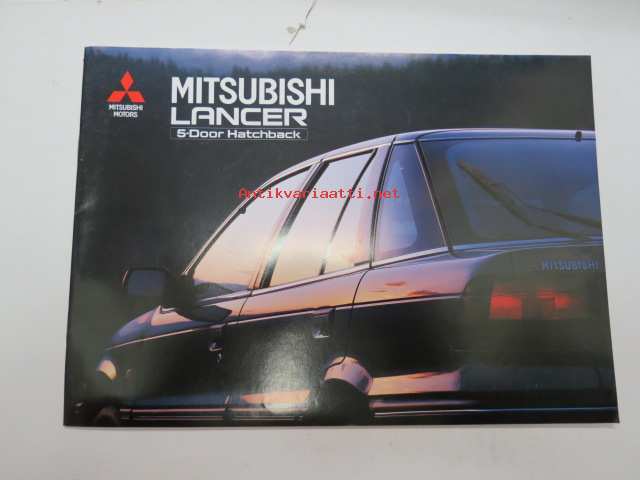 MITSUBISHI
MOTORS
MITSUBISHI
LANCER
5-Door Hatchback
Antikvariaatti.net
MITSUBISHI